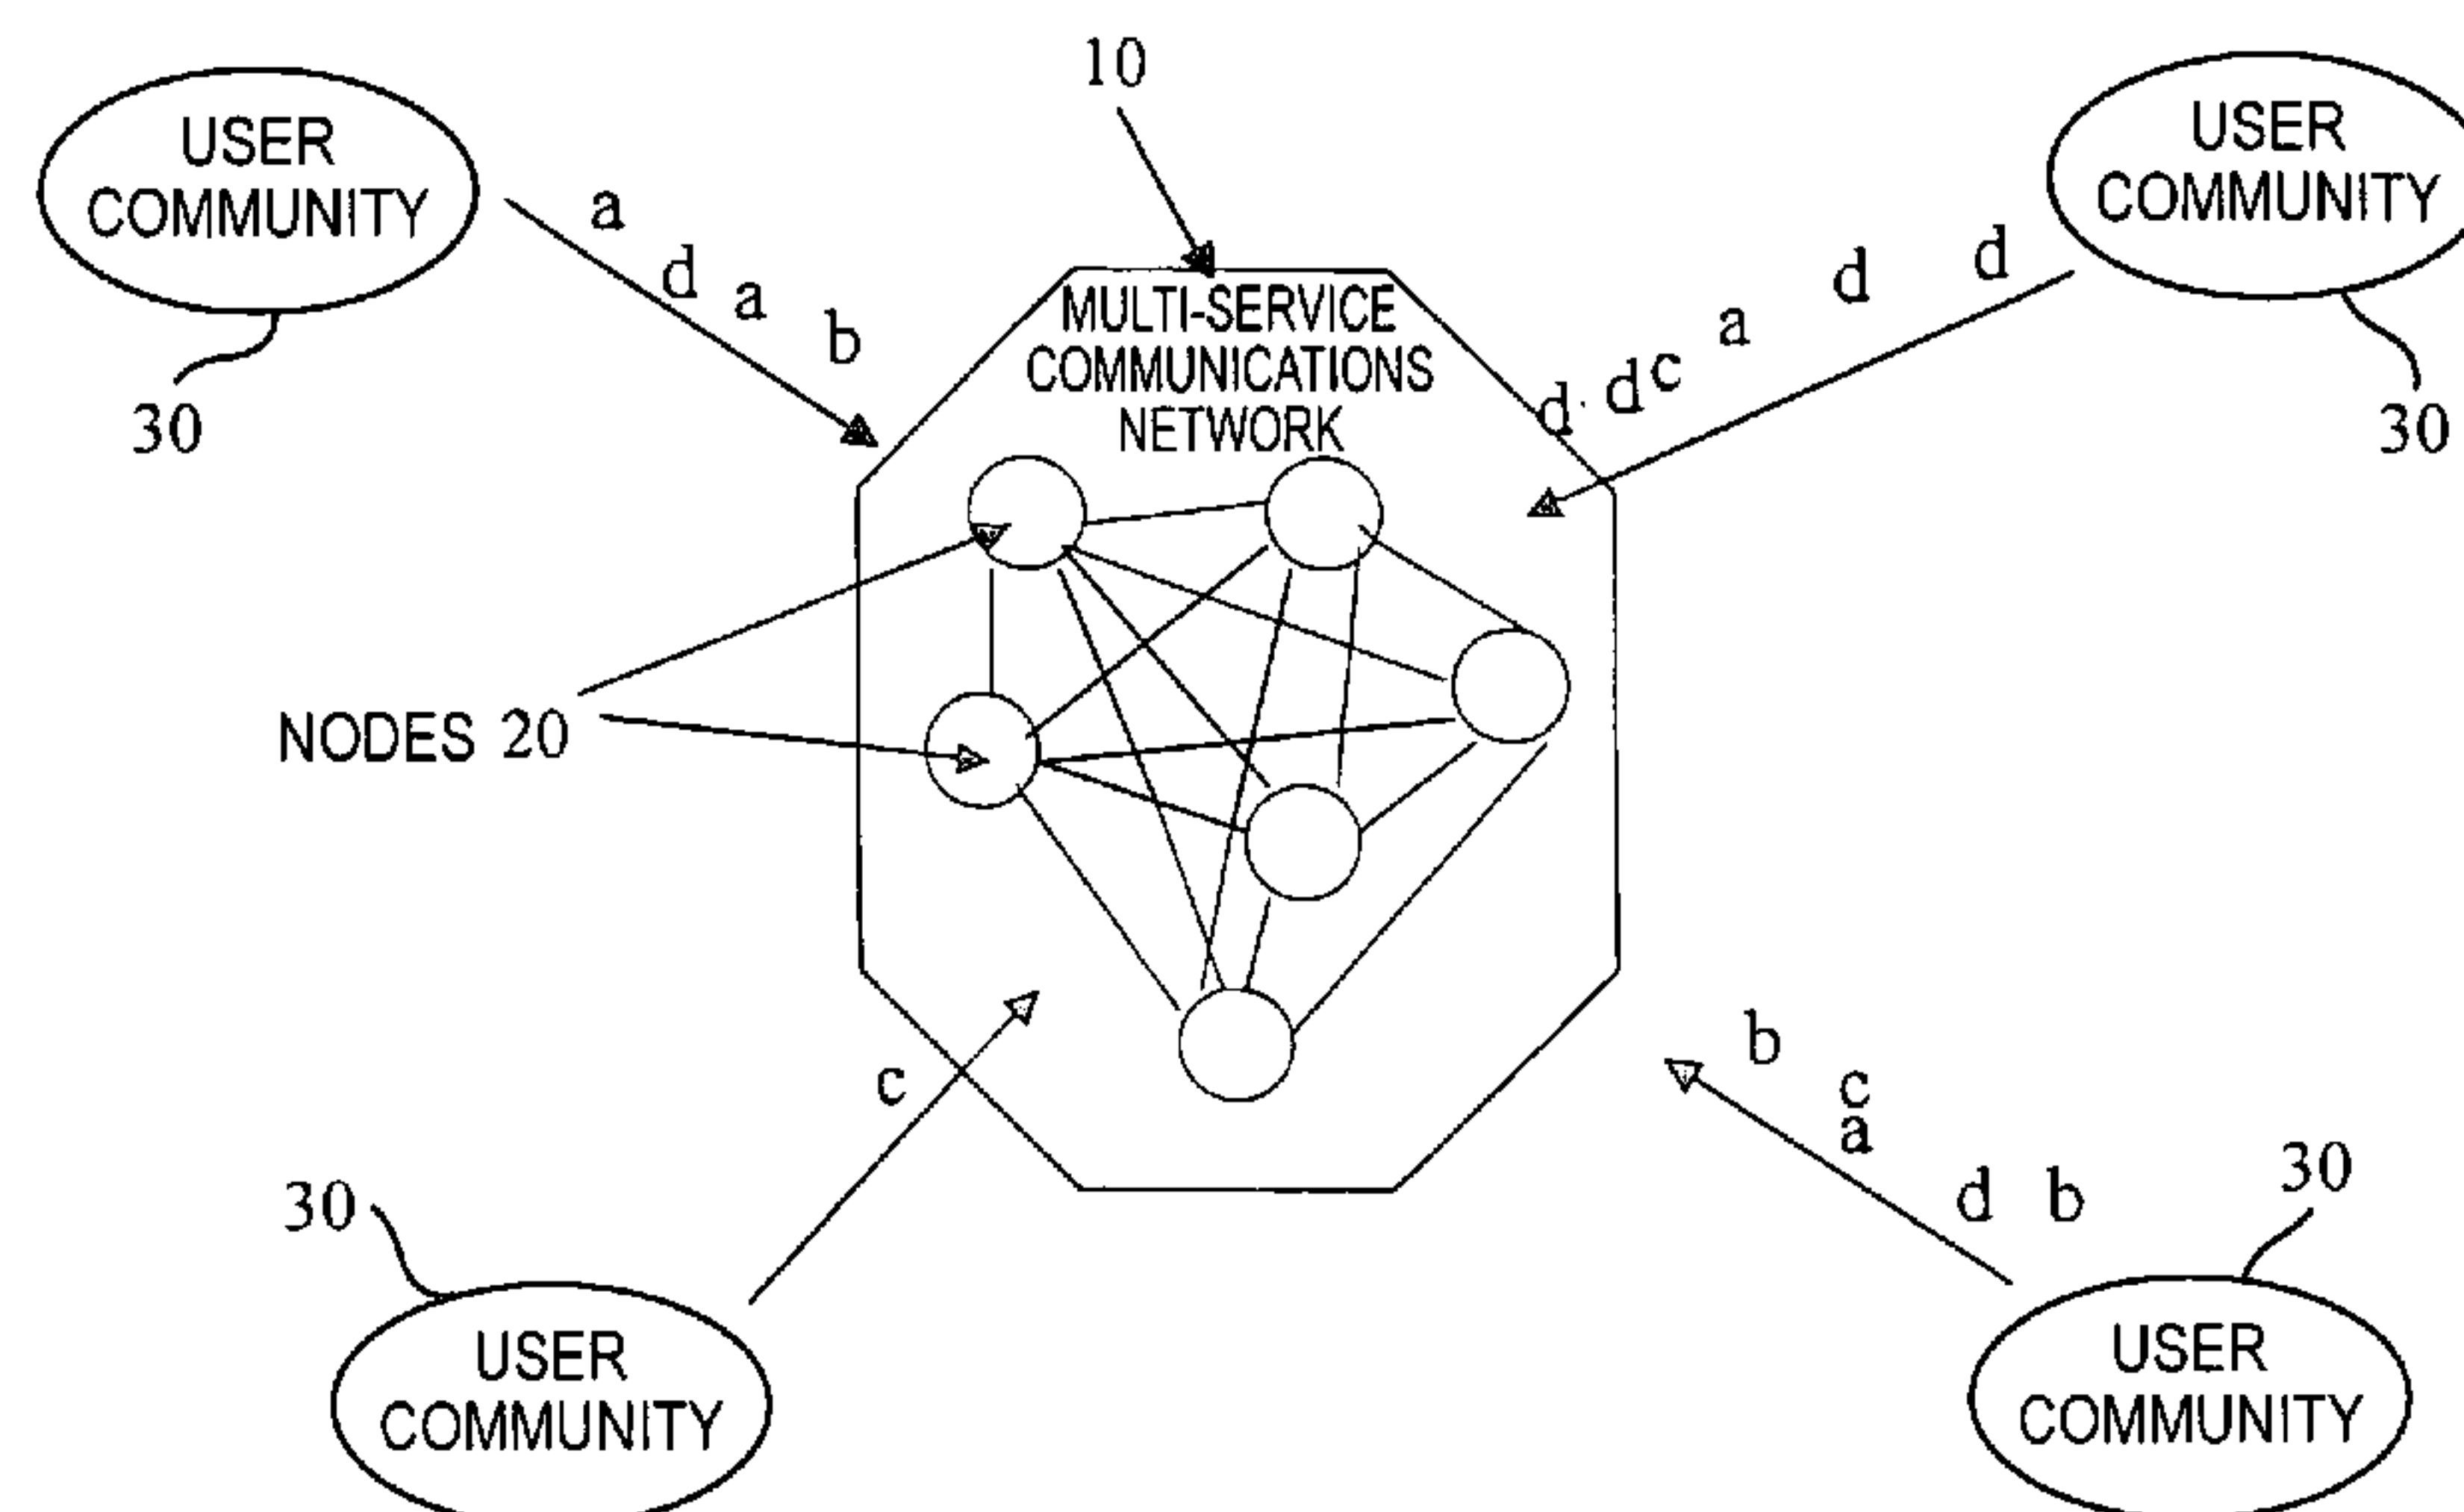 10
USER
COMMUNITY
USER
COMMUNITY
a
d
a
b
d
d
a
c
d
d
30
30
MULTI-SERVICE
COMMUNICATIONS
NETWORK
NODES 20
c
b
c
a
d
b
30
30
USER
COMMUNITY
USER
COMMUNITY